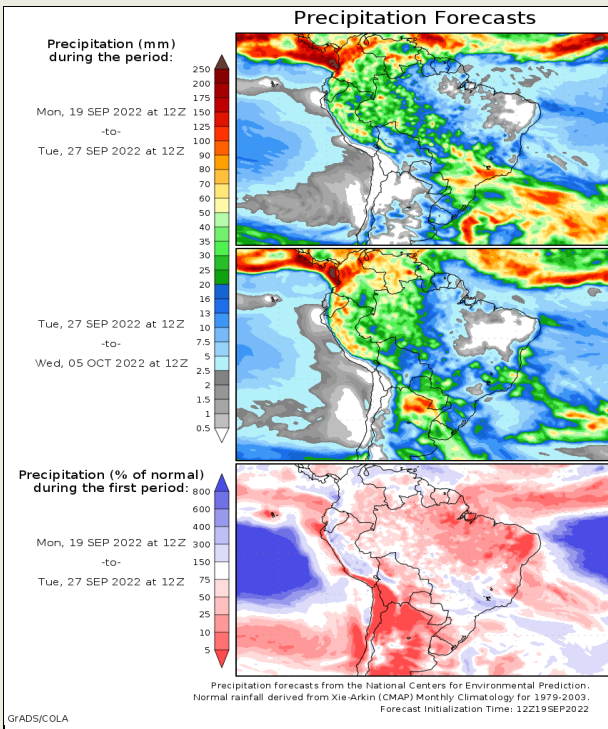 Precipitation Forecasts
Precipitation (mm)
during the period:
Mon, 19 SEP 2022 at 12Z
-to-
Tue, 27 SEP 2022 at 12Z
250
200
175
150
125
100
90
80
70
60
50
40
35
30
25
20
16
13
10
7.5
5
2.5
2
1.5
1
0.5
Tue, 27 SEP 2022 at 12Z
-to-
Wed, 05 OCT 2022 at 12Z
Precipitation (% of normal)
during the first period:
Mon, 19 SEP 2022 at 12Z
-to-
Tue, 27 SEP 2022 at 12Z
800
600
400
300
150
75
50
25
10
5
Precipitation forecasts from the National Centers for Environmental Prediction.
Normal rainfall derived from Xie-Arkin (CMAP) Monthly Climatology for 1979-2003.
Forecast Initialization Time: 12Z19SEP2022
GrADS/COLA